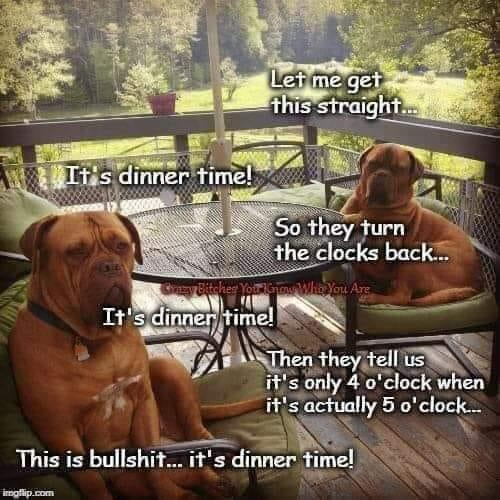 Let me get
this straight...
It's dinner time!
So they turn
the clocks back...
Crazy Bitches You Know Who You Are
It's dinner time!
Then they tell us
it's only 4 o'clock when
it's actually 5 o'clock...
This is bullshit... it's dinner time!
imgflip.com